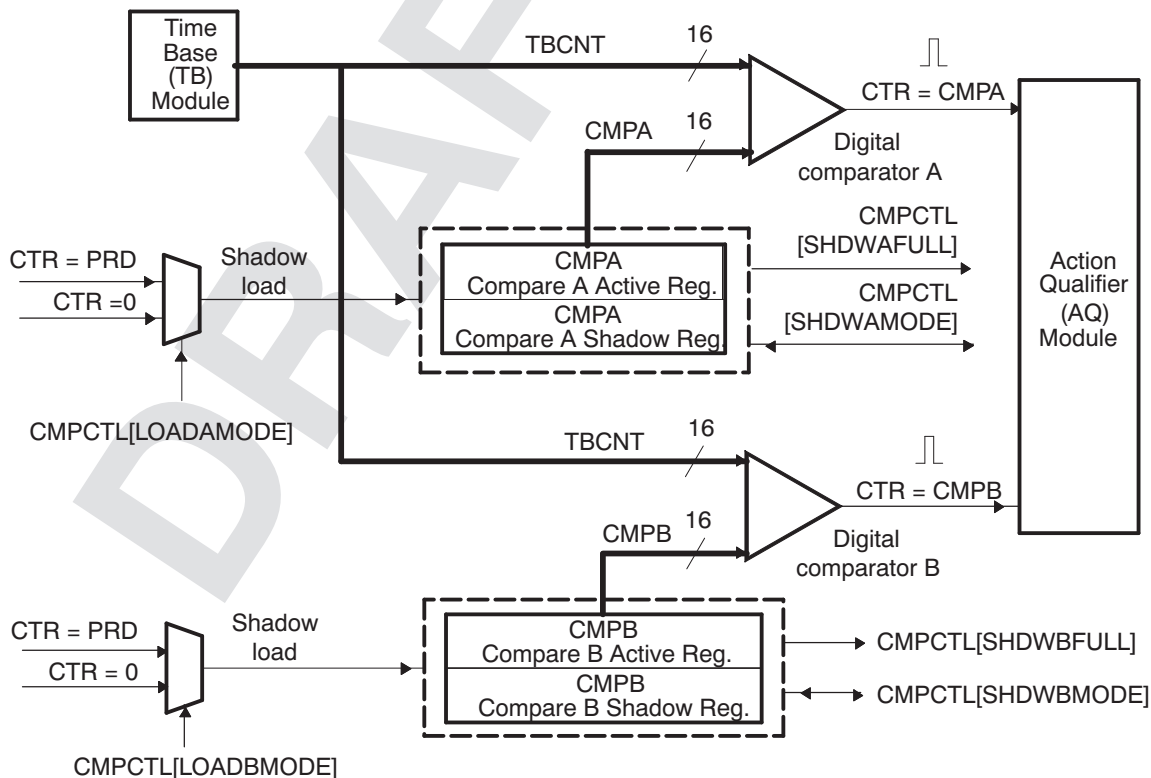 Time
Base
(TB)
Module
TBCNT
16
CTR = CMPA
CMPA
16
Digital
comparator A
CMPCTL
[SHDWAFULL]
CMPCTL
[SHDWAMODE]
Action
Qualifier
(AQ)
Module
CTR = PRD
CTR =0
Shadow
load
CMPA
Compare A Active Reg.
CMPA
Compare A Shadow Reg.
CMPCTL[LOADAMODE]
TBCNT
16
CTR = CMPB
CMPB
16
Digital
comparator B
CTR = PRD
CTR = 0
Shadow
load
CMPB
Compare B Active Reg.
CMPB
Compare B Shadow Reg.
CMPCTL[SHDWBFULL]
CMPCTL[SHDWBMODE]
CMPCTL[LOADBMODE]
DRAF